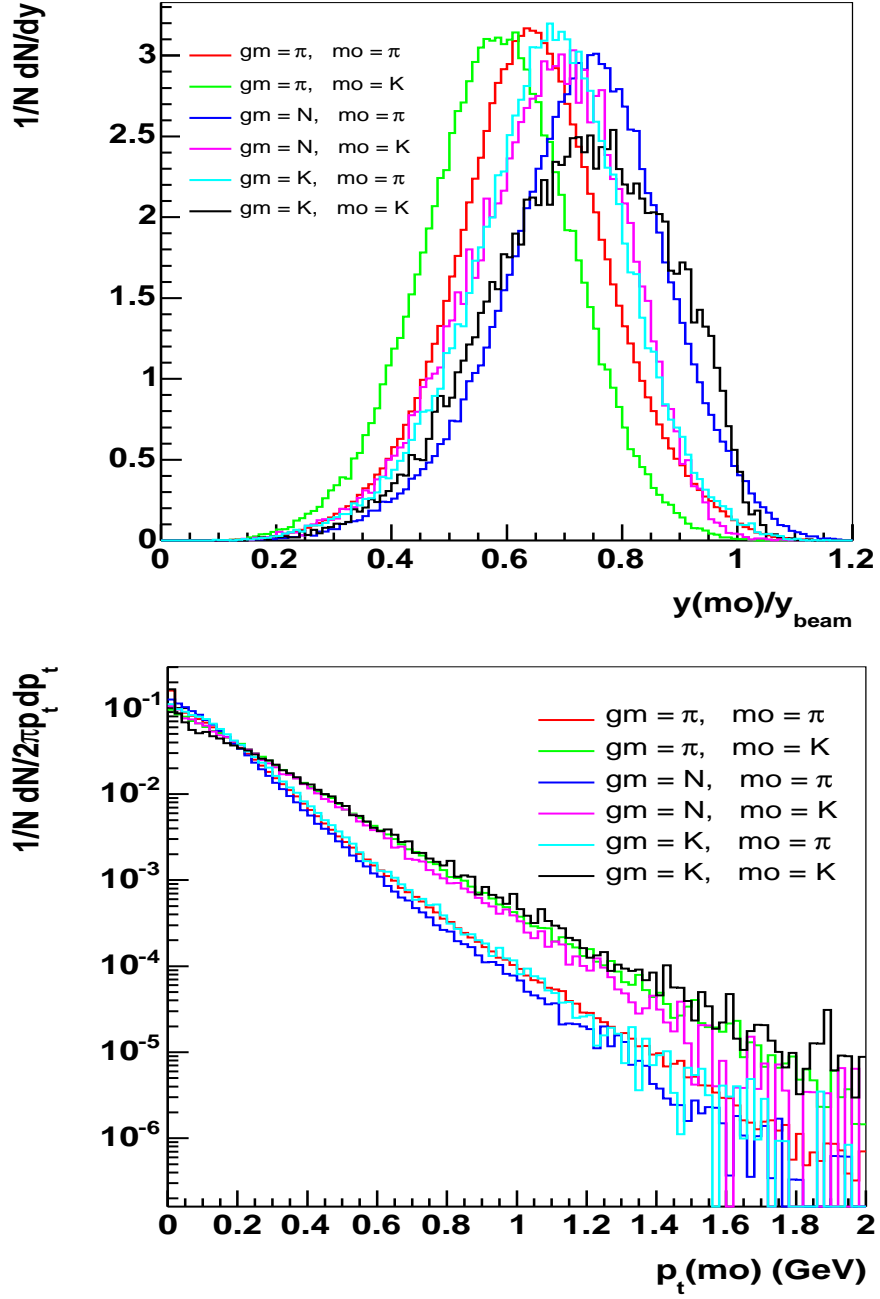 1/N dN/dy
3
2.5
2
1.5
1
0.5
0
gm = π, mo = π
gm = π, mo = K
gm = N, mo = π
gm = N, mo = K
gm = K, mo = π
gm = K, mo = K
0 0.2 0.4 0.6 0.8 1 1.2
y(mo)/y_beam
1/N dN/2πp_t dp_t
10^-1
10^-2
10^-3
10^-4
10^-5
10^-6
gm = π, mo = π
gm = π, mo = K
gm = N, mo = π
gm = N, mo = K
gm = K, mo = π
gm = K, mo = K
0 0.2 0.4 0.6 0.8 1 1.2 1.4 1.6 1.8 2
p_t(mo) (GeV)